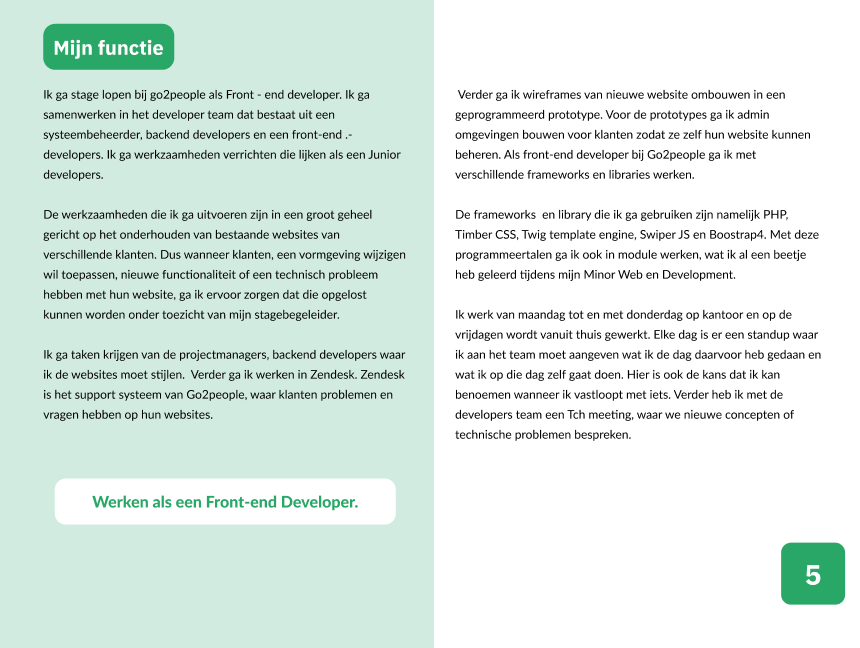 Mijn functie
Ik ga stage lopen bij go2people als Front - end developer. Ik ga
samenwerken in het developer team dat bestaat uit een
systeembeheerder, backend developers en een front-end .-
developers. Ik ga werkzaamheden verrichten die lijken als een Junior
developers.
De werkzaamheden die ik ga uitvoeren zijn in een groot geheel
gericht op het onderhouden van bestaande websites van
verschillende klanten. Dus wanneer klanten, een vormgeving wijzigen
wil toepassen, nieuwe functionaliteit of een technisch probleem
hebben met hun website, ga ik ervoor zorgen dat die opgelost
kunnen worden onder toezicht van mijn stagebegeleider.
Ik ga taken krijgen van de projectmanagers, backend developers waar
ik de websites moet stijlen.  Verder ga ik werken in Zendesk. Zendesk
is het support systeem van Go2people, waar klanten problemen en
vragen hebben op hun websites.
Werken als een Front-end Developer.
Verder ga ik wireframes van nieuwe website ombouwen in een
geprogrammeerd prototype. Voor de prototypes ga ik admin
omgevingen bouwen voor klanten zodat ze zelf hun website kunnen
beheren. Als front-end developer bij Go2people ga ik met
verschillende frameworks en libraries werken.
De frameworks  en library die ik ga gebruiken zijn namelijk PHP,
Timber CSS, Twig template engine, Swiper JS en Boostrap4. Met deze
programmeertalen ga ik ook in module werken, wat ik al een beetje
heb geleerd tijdens mijn Minor Web en Development.
Ik werk van maandag tot en met donderdag op kantoor en op de
vrijdagen wordt vanuit thuis gewerkt. Elke dag is er een standup waar
ik aan het team moet aangeven wat ik de dag daarvoor heb gedaan en
wat ik op die dag zelf gaat doen. Hier is ook de kans dat ik kan
benoemen wanneer ik vastloopt met iets. Verder heb ik met de
developers team een Tch meeting, waar we nieuwe concepten of
technische problemen bespreken.
5